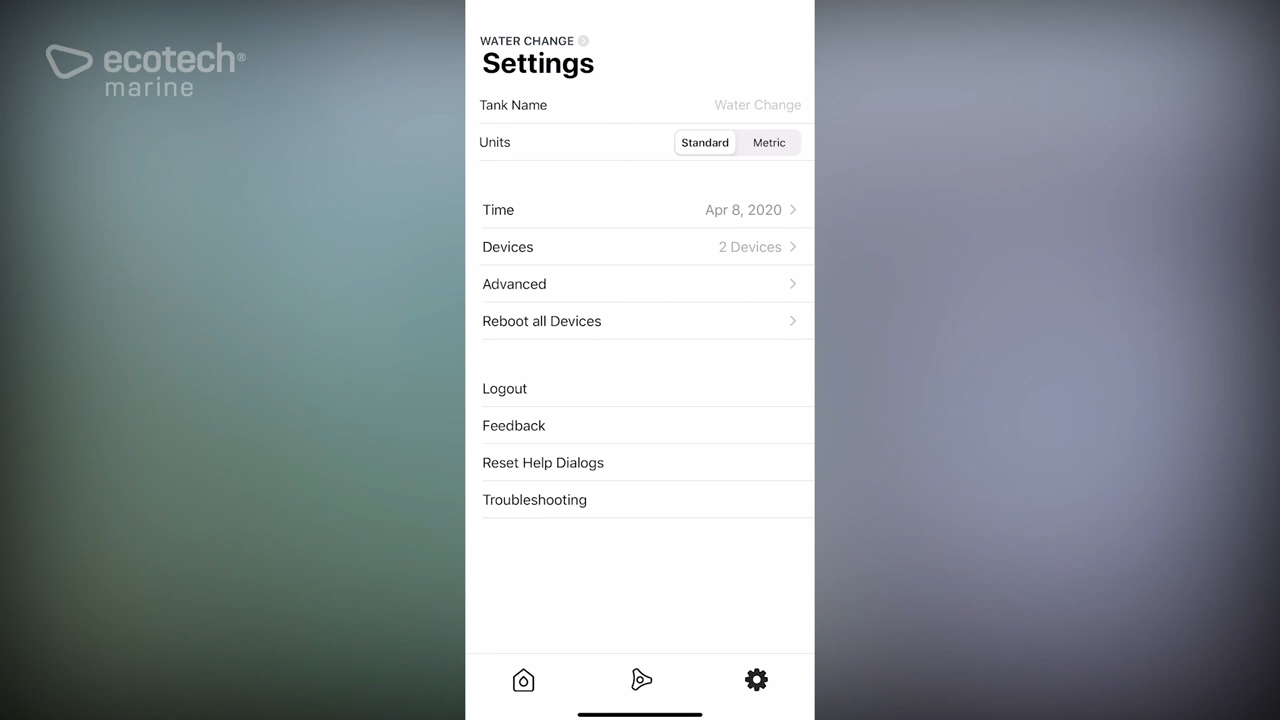 ecotech®
marine
WATER CHANGE
Settings
Tank Name Water Change
Units Standard Metric
Time Apr 8, 2020
Devices 2 Devices
Advanced
Reboot all Devices
Logout
Feedback
Reset Help Dialogs
Troubleshooting